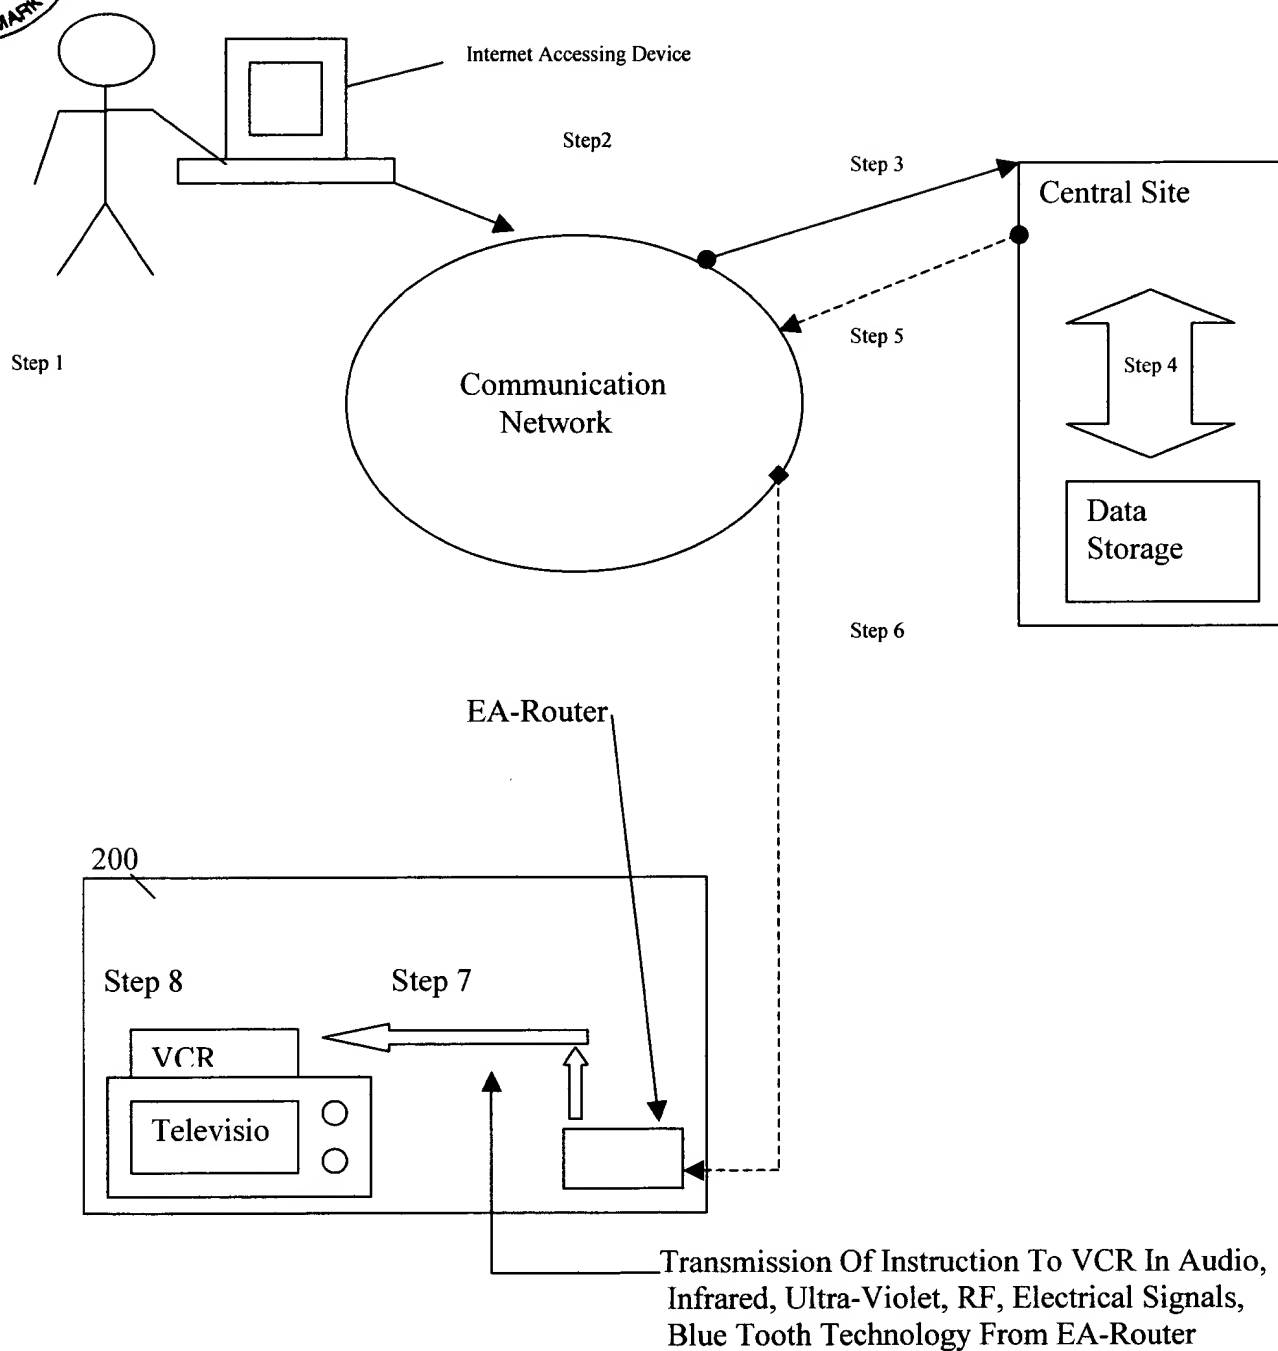 MARK
Internet Accessing Device
Step2
Step 3
Central Site
Step 5
Step 1
Step 4
Communication
Network
Data
Storage
Step 6
EA-Router
200
Step 8
Step 7
VCR
Televisio
Transmission Of Instruction To VCR In Audio,
Infrared, Ultra-Violet, RF, Electrical Signals,
Blue Tooth Technology From EA-Router